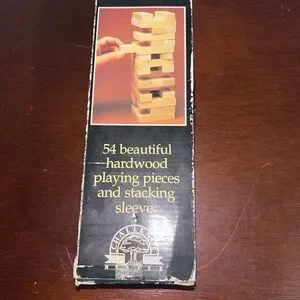 54 beautiful
hardwood
playing pieces
and stacking
sleeve.